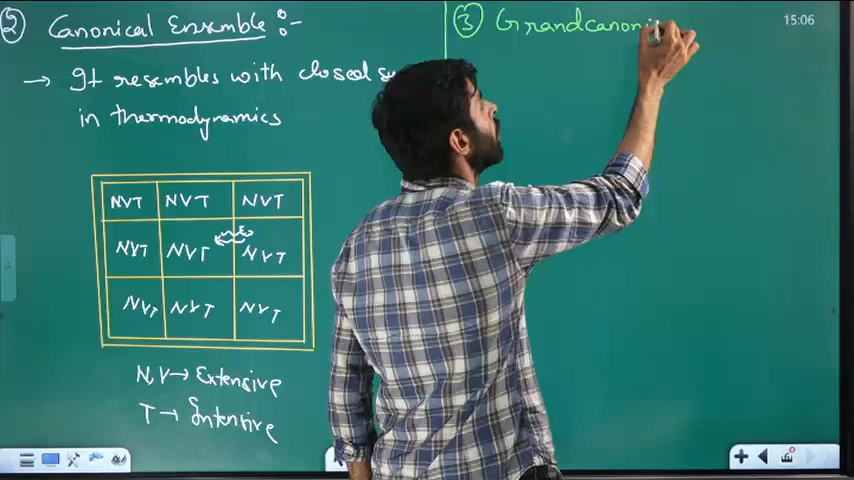 ② Canonical Ensemble :-
→ It resembles with closed
in thermodynamics
NVT NVT NVT
NVT NVT NVT
NVT NVT NVT
N,V → Extensive
T → Intensive
③ Grandcanoni
15:06